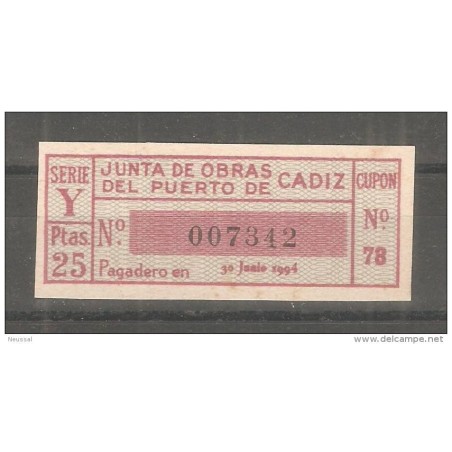 SERIE
Y
Ptas.
25
JUNTA DE OBRAS
DEL PUERTO DE CADIZ
Nº. 007342
Pagadero en 30 Junio 1994
CUPON
Nº.
78
Neussal
www.delcampe.net